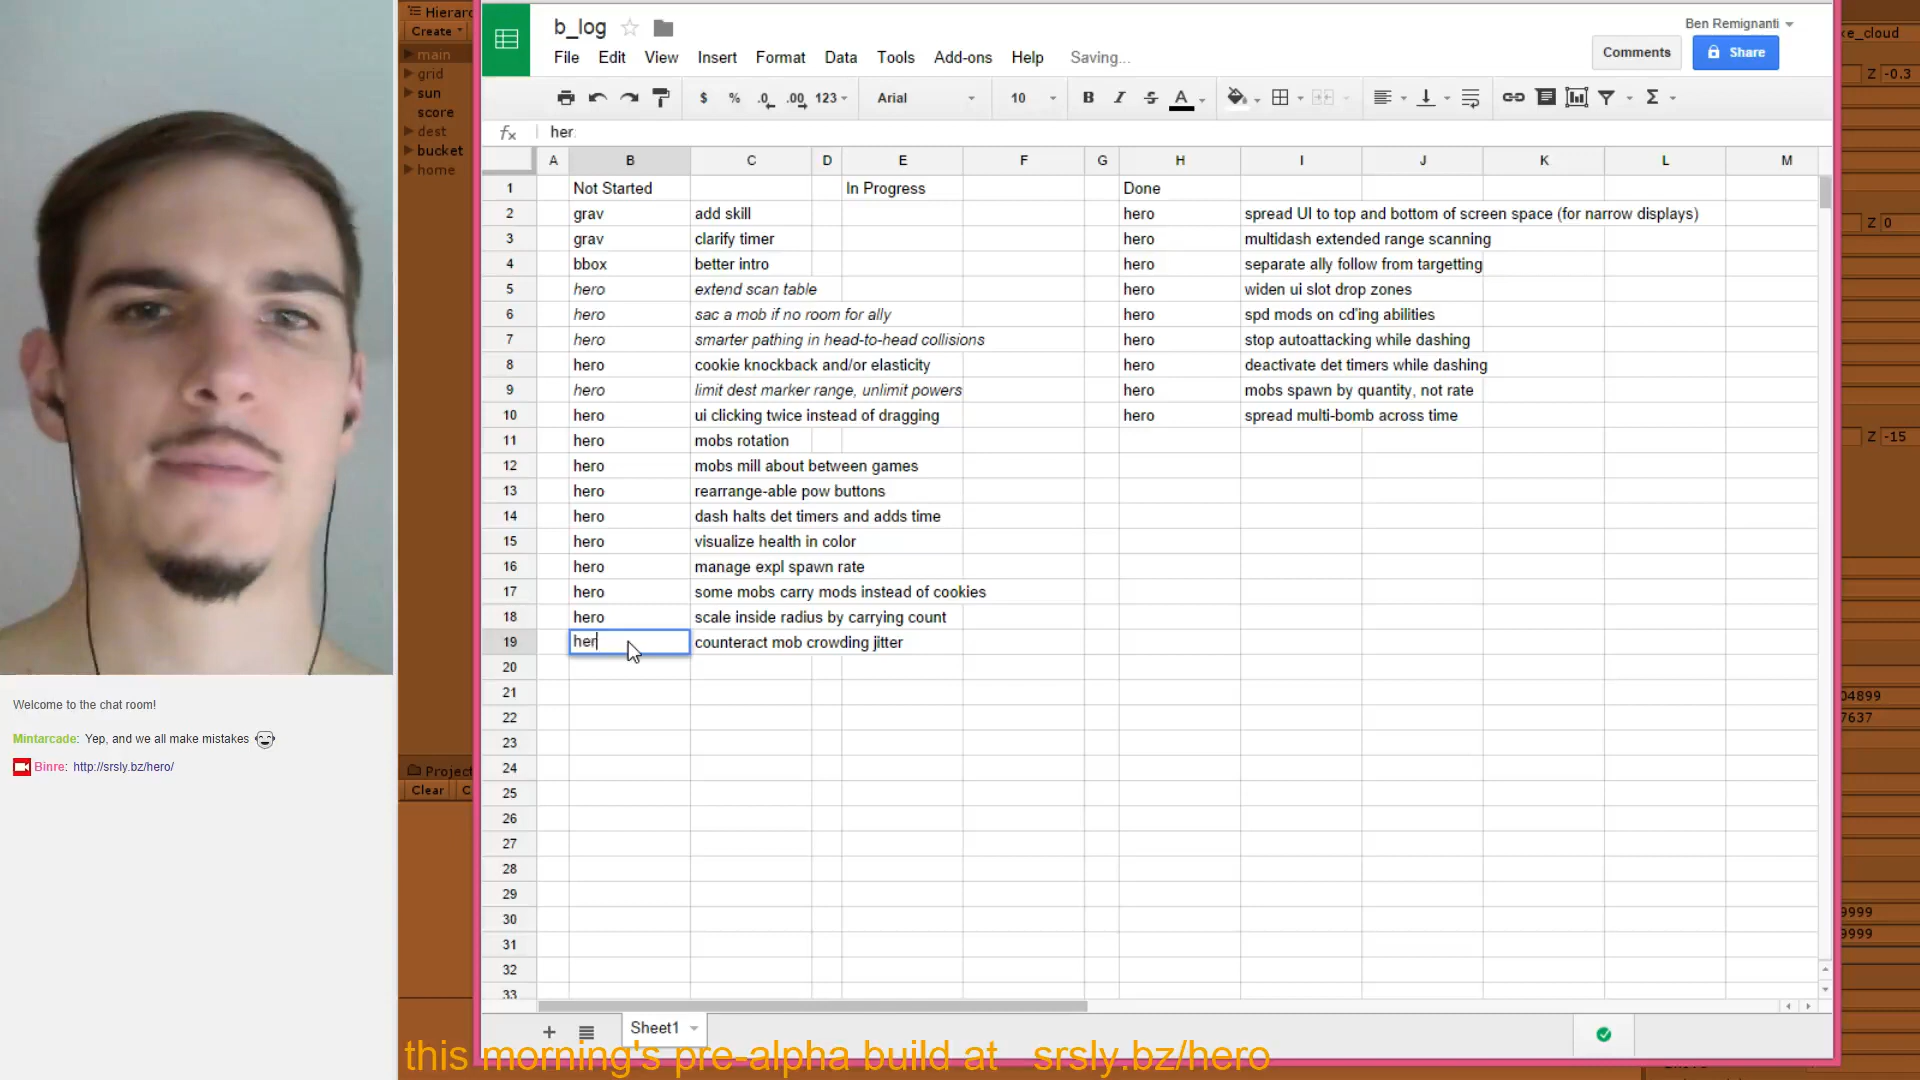 Hierarc
Create
main
grid
sun
score
dest
bucket
home
b_log
Ben Remignanti
File Edit View Insert Format Data Tools Add-ons Help Saving...
Comments
Share
$ % .0 .00 123 Arial 10 B I S A Σ
fx her
A B C D E F G H I J K L M
1 Not Started In Progress Done
2 grav add skill hero spread UI to top and bottom of screen space (for narrow displays)
3 grav clarify timer hero multidash extended range scanning
4 bbox better intro hero separate ally follow from targetting
5 hero extend scan table hero widen ui slot drop zones
6 hero sac a mob if no room for ally hero spd mods on cd'ing abilities
7 hero smarter pathing in head-to-head collisions hero stop autoattacking while dashing
8 hero cookie knockback and/or elasticity hero deactivate det timers while dashing
9 hero limit dest marker range, unlimit powers hero mobs spawn by quantity, not rate
10 hero ui clicking twice instead of dragging hero spread multi-bomb across time
11 hero mobs rotation
12 hero mobs mill about between games
13 hero rearrange-able pow buttons
14 hero dash halts det timers and adds time
15 hero visualize health in color
16 hero manage expl spawn rate
17 hero some mobs carry mods instead of cookies
18 hero scale inside radius by carrying count
19 her counteract mob crowding jitter
20
21
22
23
24
25
26
27
28
29
30
31
32
33
Sheet1
Welcome to the chat room!
Mintarcade: Yep, and we all make mistakes
Binre: http://srsly.bz/hero/
Project
Clear C
ke_cloud
Z -0.3
Z 0
Z -15
04899
7637
9999
9999
this morning's pre-alpha build at srsly.bz/hero